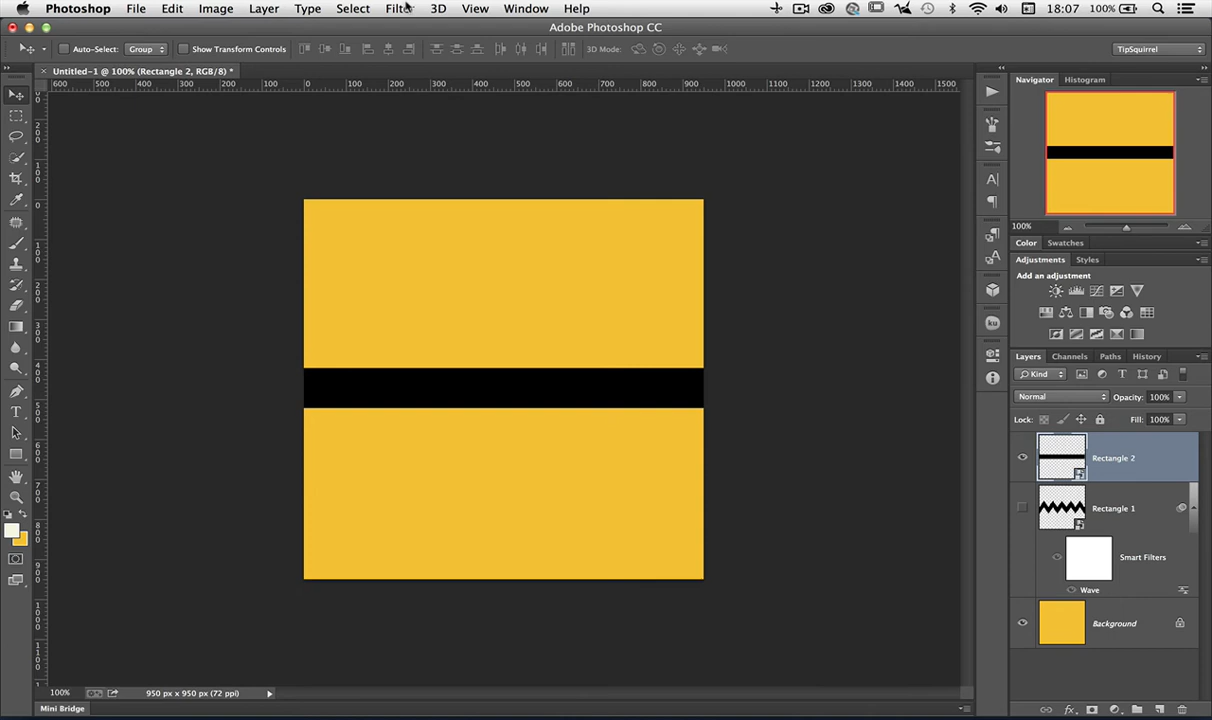 Photoshop File Edit Image Layer Type Select Filter 3D View Window Help 18:07 100%
Adobe Photoshop CC
Auto-Select: Group Show Transform Controls 3D Mode: TipSquirrel
Untitled-1 @ 100% (Rectangle 2, RGB/8) *
600 500 400 300 200 100 0 100 200 300 400 500 600 700 800 900 1000 1100 1200 1300 1400 1500
Navigator Histogram
100%
Color Swatches
Adjustments Styles
Add an adjustment
Layers Channels Paths History
Kind
Normal Opacity: 100%
Lock: Fill: 100%
Rectangle 2
Rectangle 1
Smart Filters
Wave
Background
100% 950 px x 950 px (72 ppi)
Mini Bridge